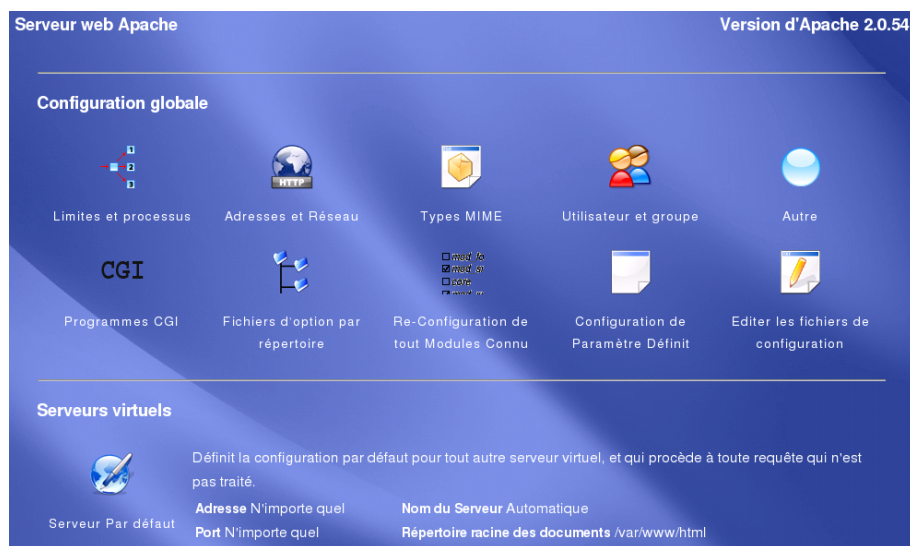 Serveur web Apache
Version d'Apache 2.0.54
Configuration globale
1
2
3
HTTP
Limites et processus
Adresses et Réseau
Types MIME
Utilisateur et groupe
Autre
CGI
core
Programmes CGI
Fichiers d'option par
répertoire
Re-Configuration de
tout Modules Connu
Configuration de
Paramètre Définit
Editer les fichiers de
configuration
Serveurs virtuels
Définit la configuration par défaut pour tout autre serveur virtuel, et qui procède à toute requête qui n'est
pas traité.
Adresse N'importe quel
Nom du Serveur Automatique
Serveur Par défaut
Port N'importe quel
Répertoire racine des documents /var/www/html